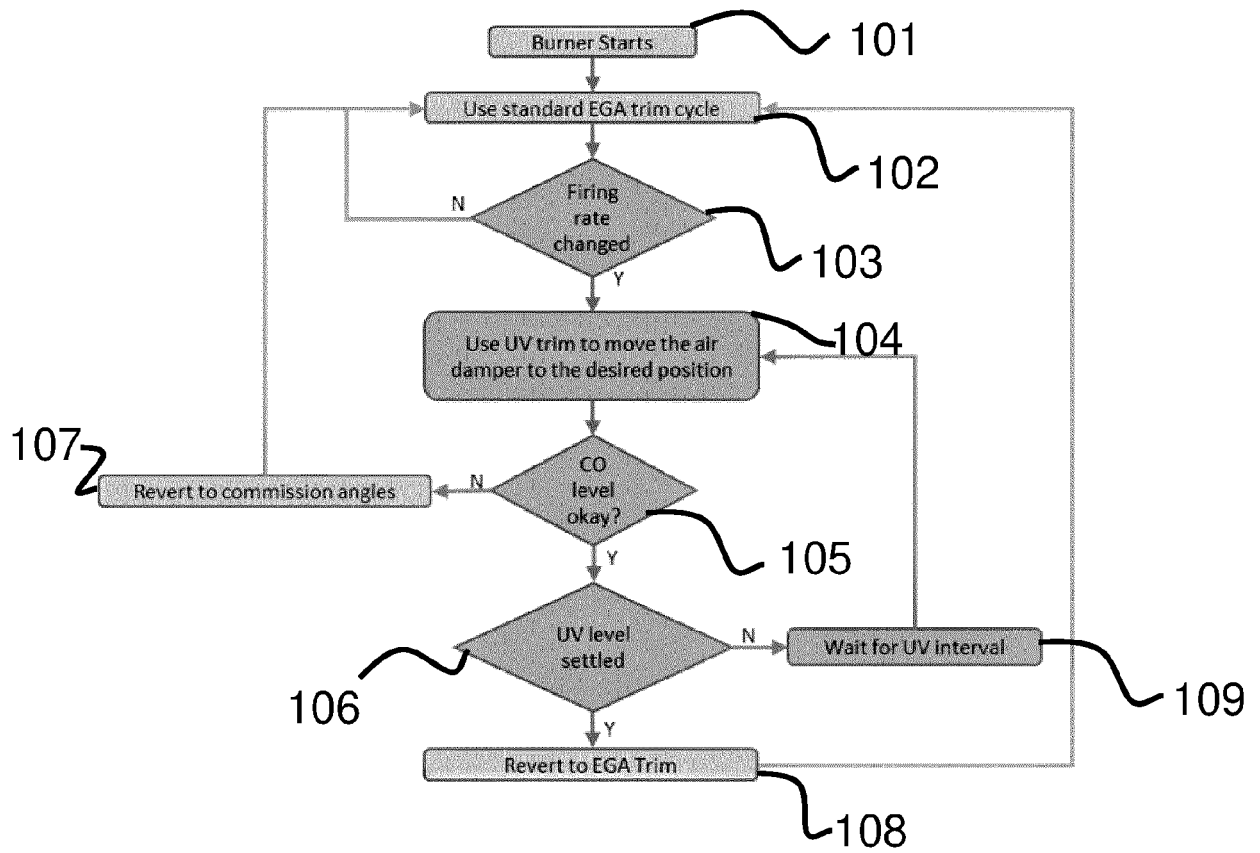 Burner Starts
101
Use standard EGA trim cycle
102
Firing
rate
changed
N
103
Y
104
Use UV trim to move the air
damper to the desired position
107
Revert to commission angles
N
CO
level
okay?
105
Y
UV level
settled
N
Wait for UV interval
106
109
Y
Revert to EGA Trim
108